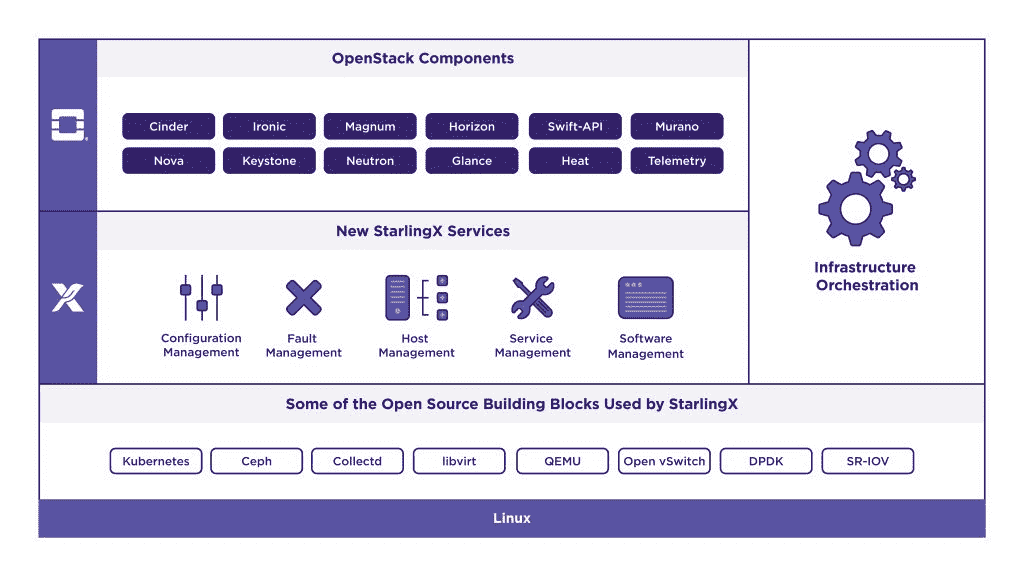 OpenStack Components
Cinder
Ironic
Magnum
Horizon
Swift-API
Murano
Nova
Keystone
Neutron
Glance
Heat
Telemetry
New StarlingX Services
Configuration
Management
Fault
Management
Host
Management
Service
Management
Software
Management
Infrastructure
Orchestration
Some of the Open Source Building Blocks Used by StarlingX
Kubernetes
Ceph
Collectd
libvirt
QEMU
Open vSwitch
DPDK
SR-IOV
Linux